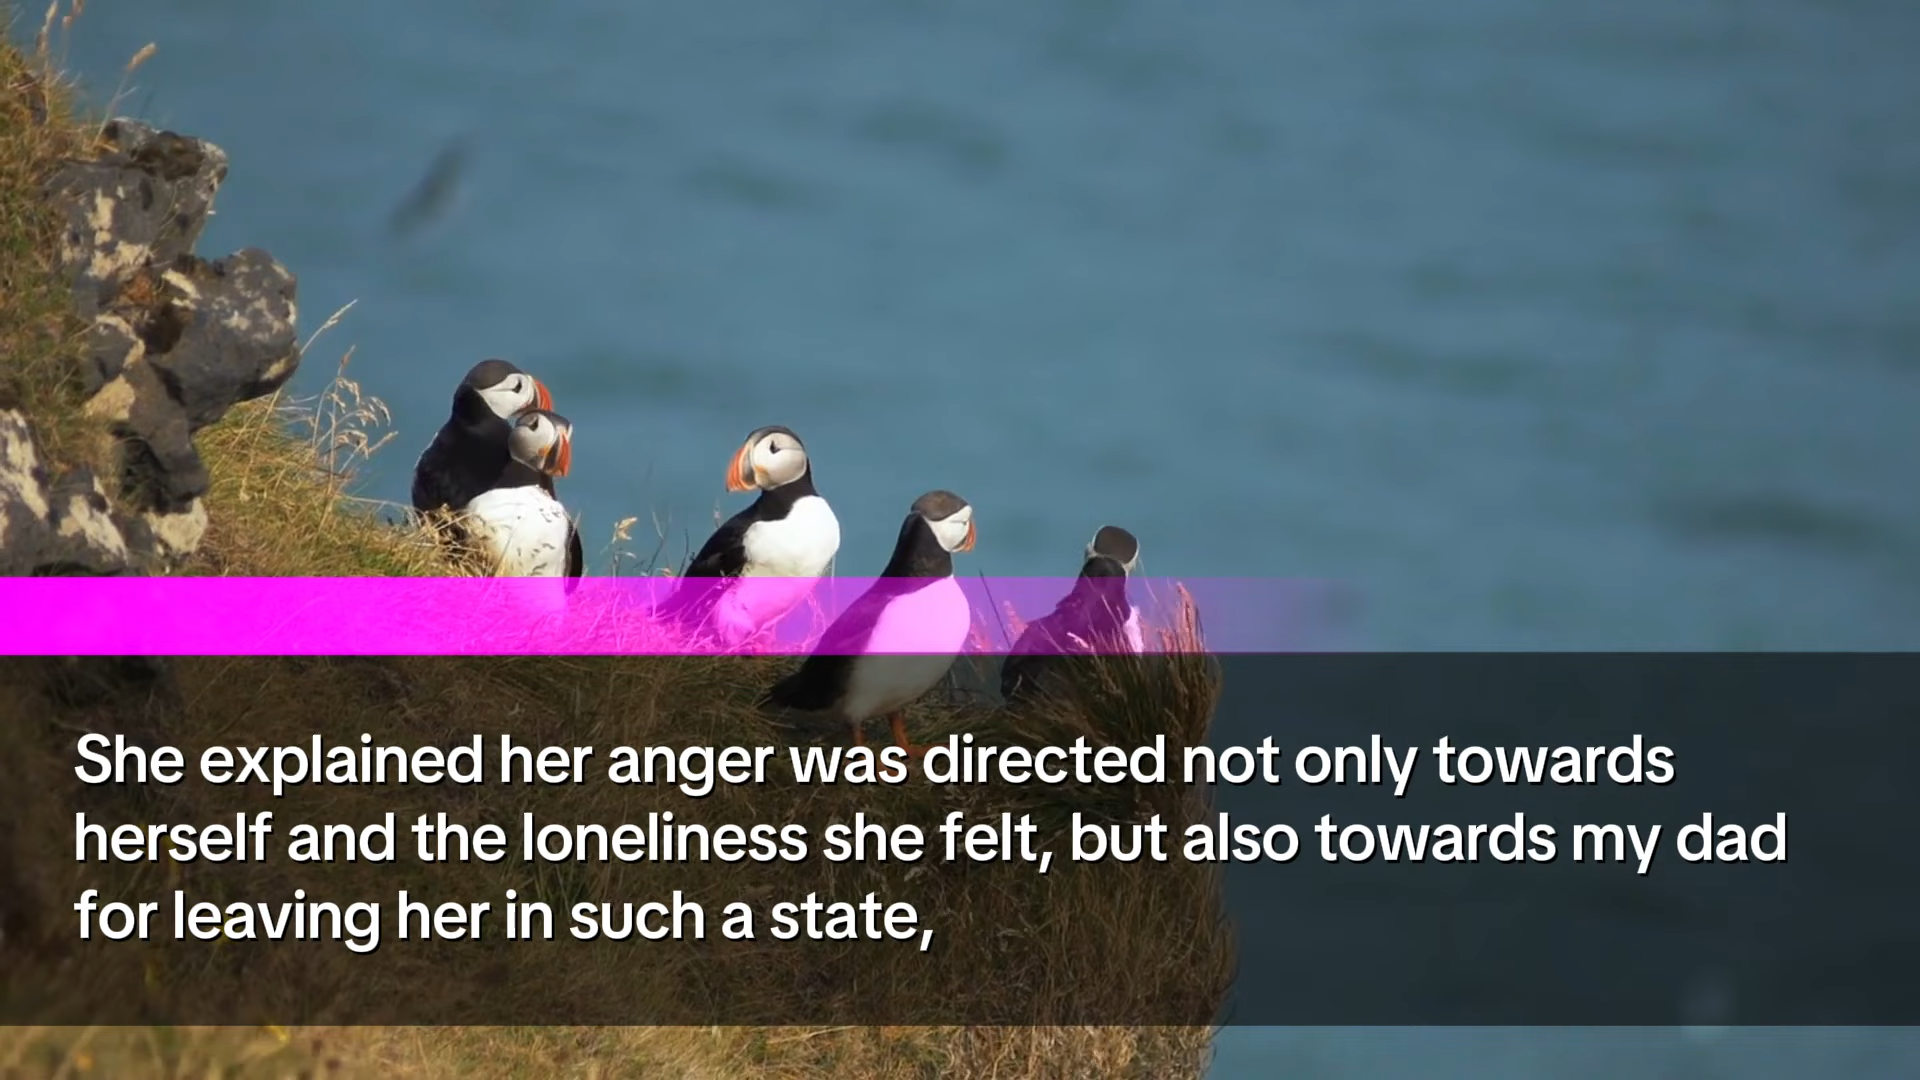 She explained her anger was directed not only towards
herself and the loneliness she felt, but also towards my dad
for leaving her in such a state,